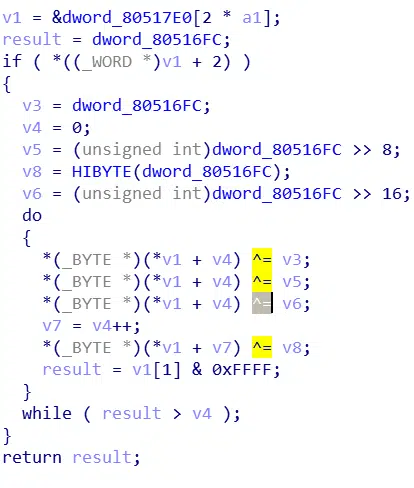 v1 = &dword_80517E0[2 * a1];
result = dword_80516FC;
if ( *((_WORD *)v1 + 2) )
{
v3 = dword_80516FC;
v4 = 0;
v5 = (unsigned int)dword_80516FC >> 8;
v8 = HIBYTE(dword_80516FC);
v6 = (unsigned int)dword_80516FC >> 16;
do
{
*(_BYTE *)(*v1 + v4) ^= v3;
*(_BYTE *)(*v1 + v4) ^= v5;
*(_BYTE *)(*v1 + v4) ^= v6;
v7 = v4++;
*(_BYTE *)(*v1 + v7) ^= v8;
result = v1[1] & 0xFFFF;
}
while ( result > v4 );
}
return result;